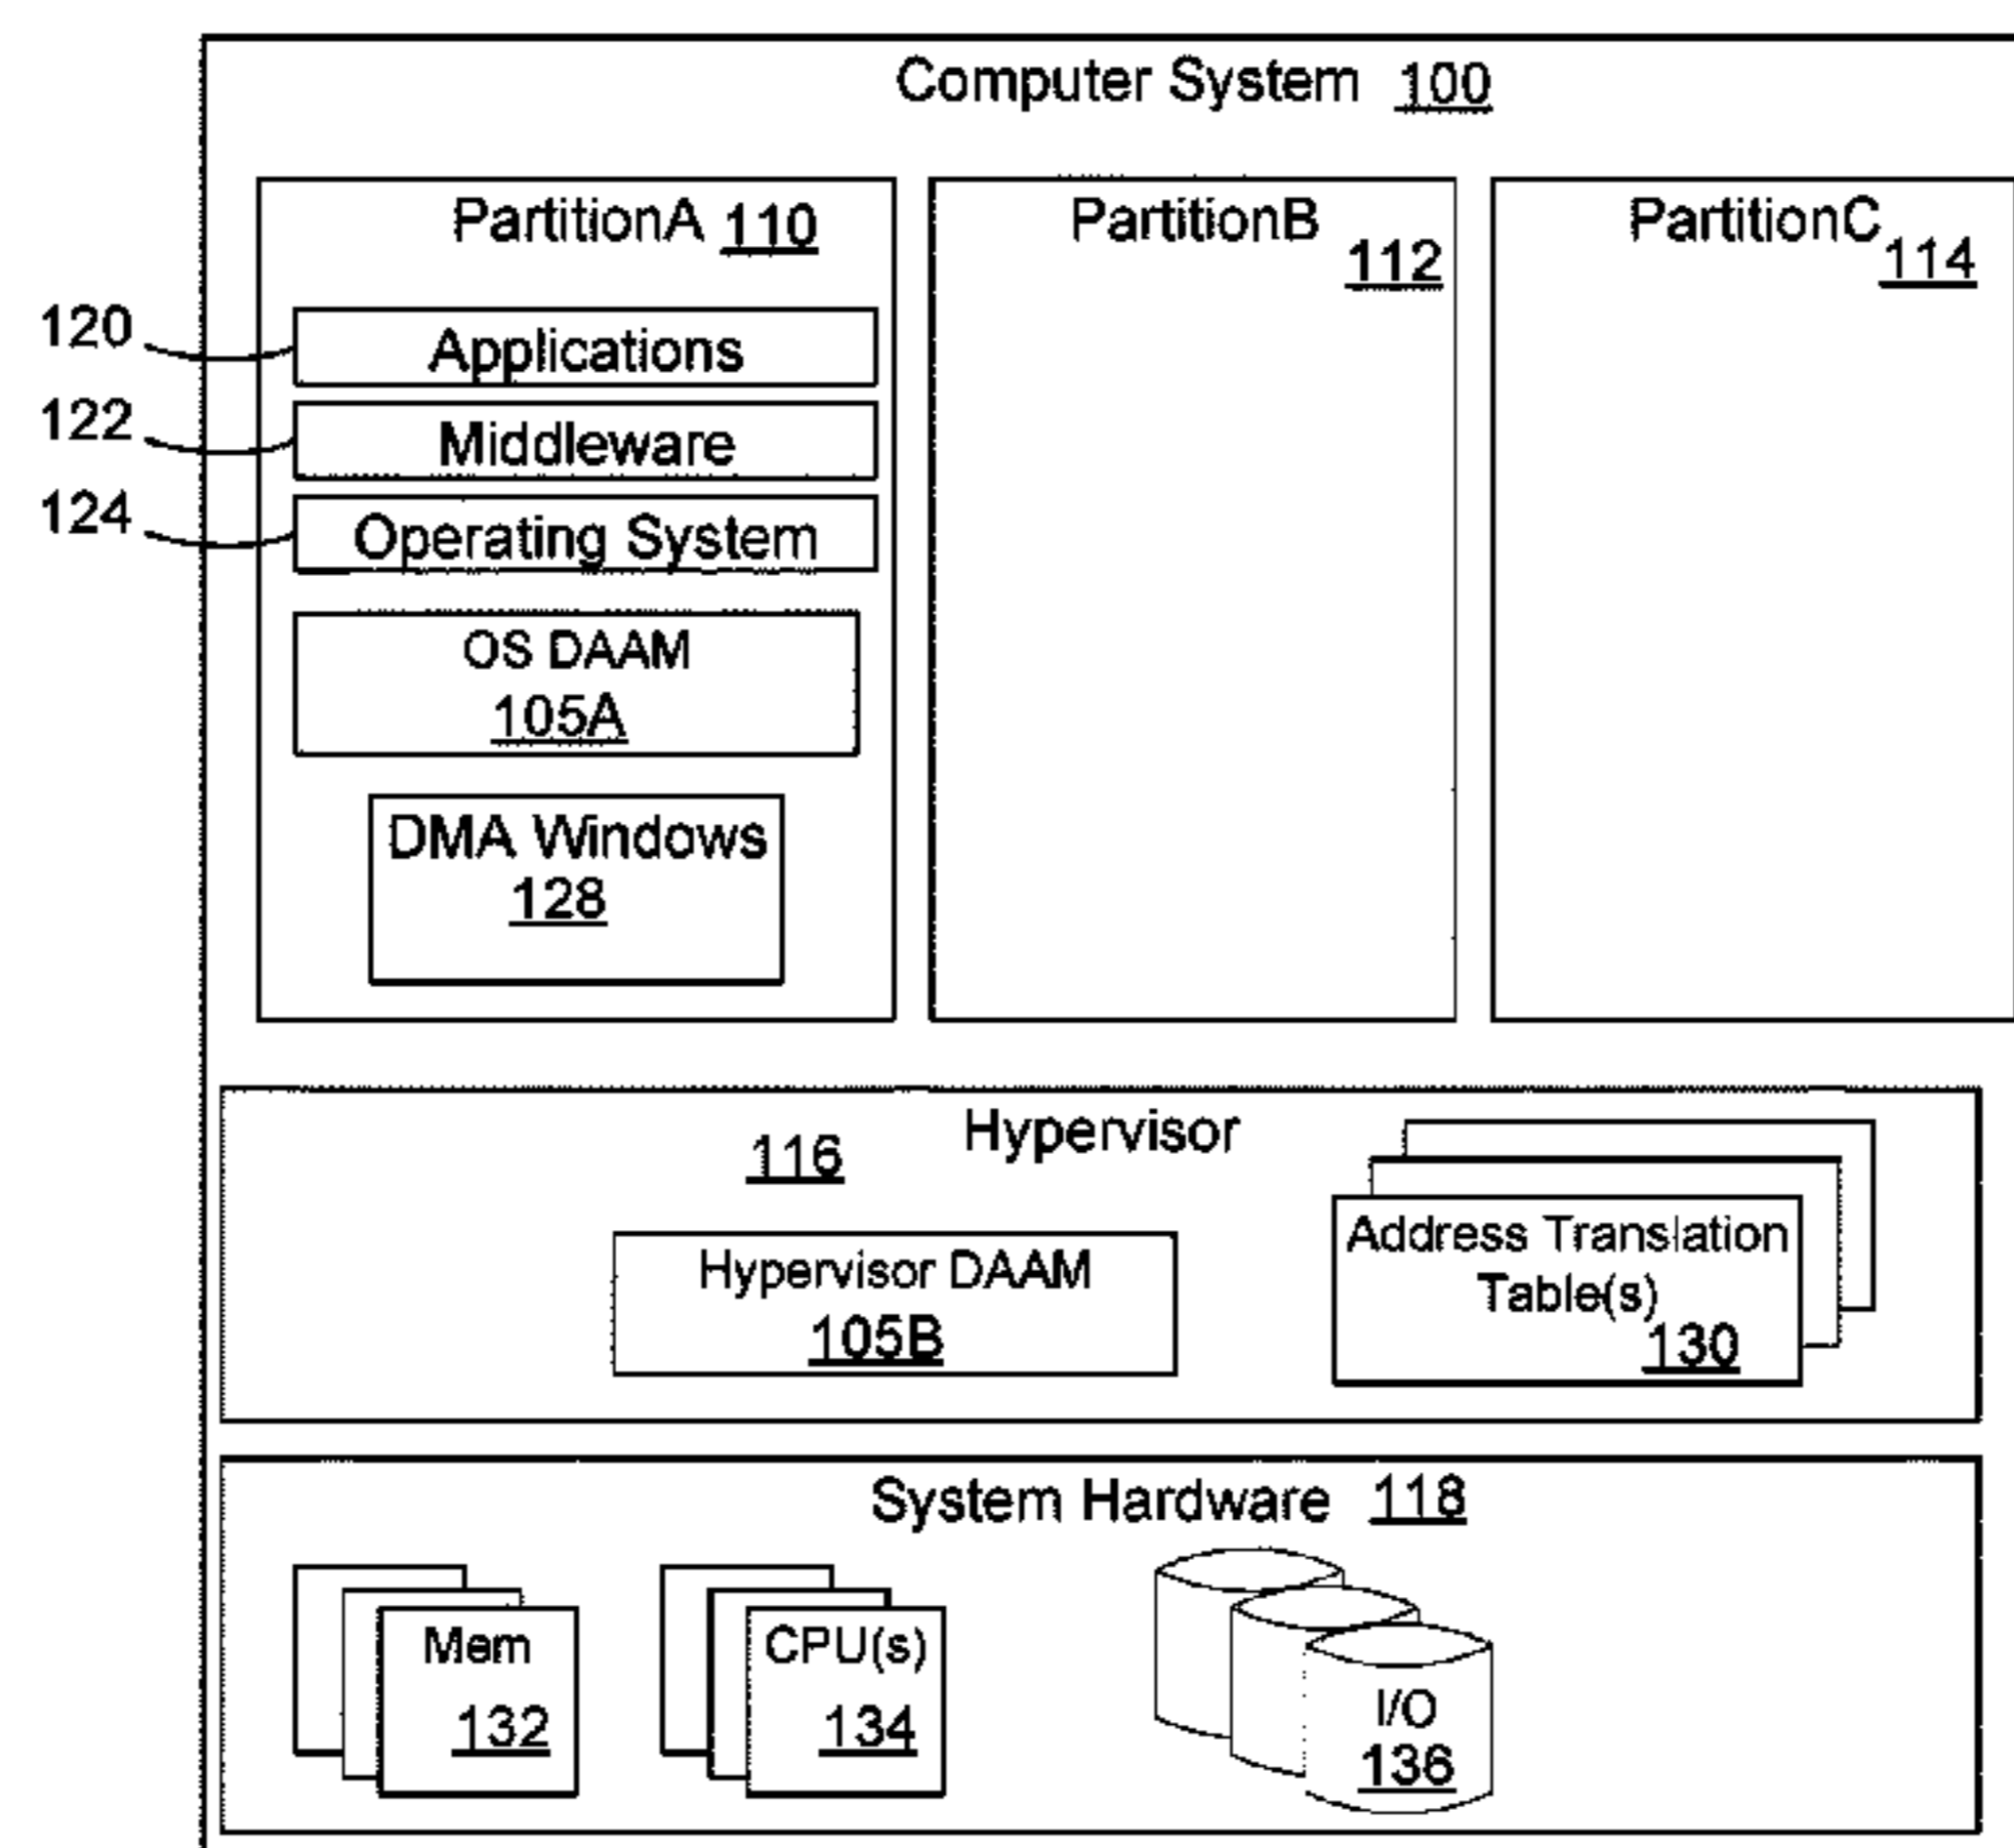 Computer System 100
PartitionA 110
PartitionB
112
PartitionC
114
120
Applications
122
Middleware
124
Operating System
OS DAAM
105A
DMA Windows
128
Hypervisor
116
Hypervisor DAAM
105B
Address Translation
Table(s)
130
System Hardware 118
Mem
132
CPU(s)
134
I/O
136